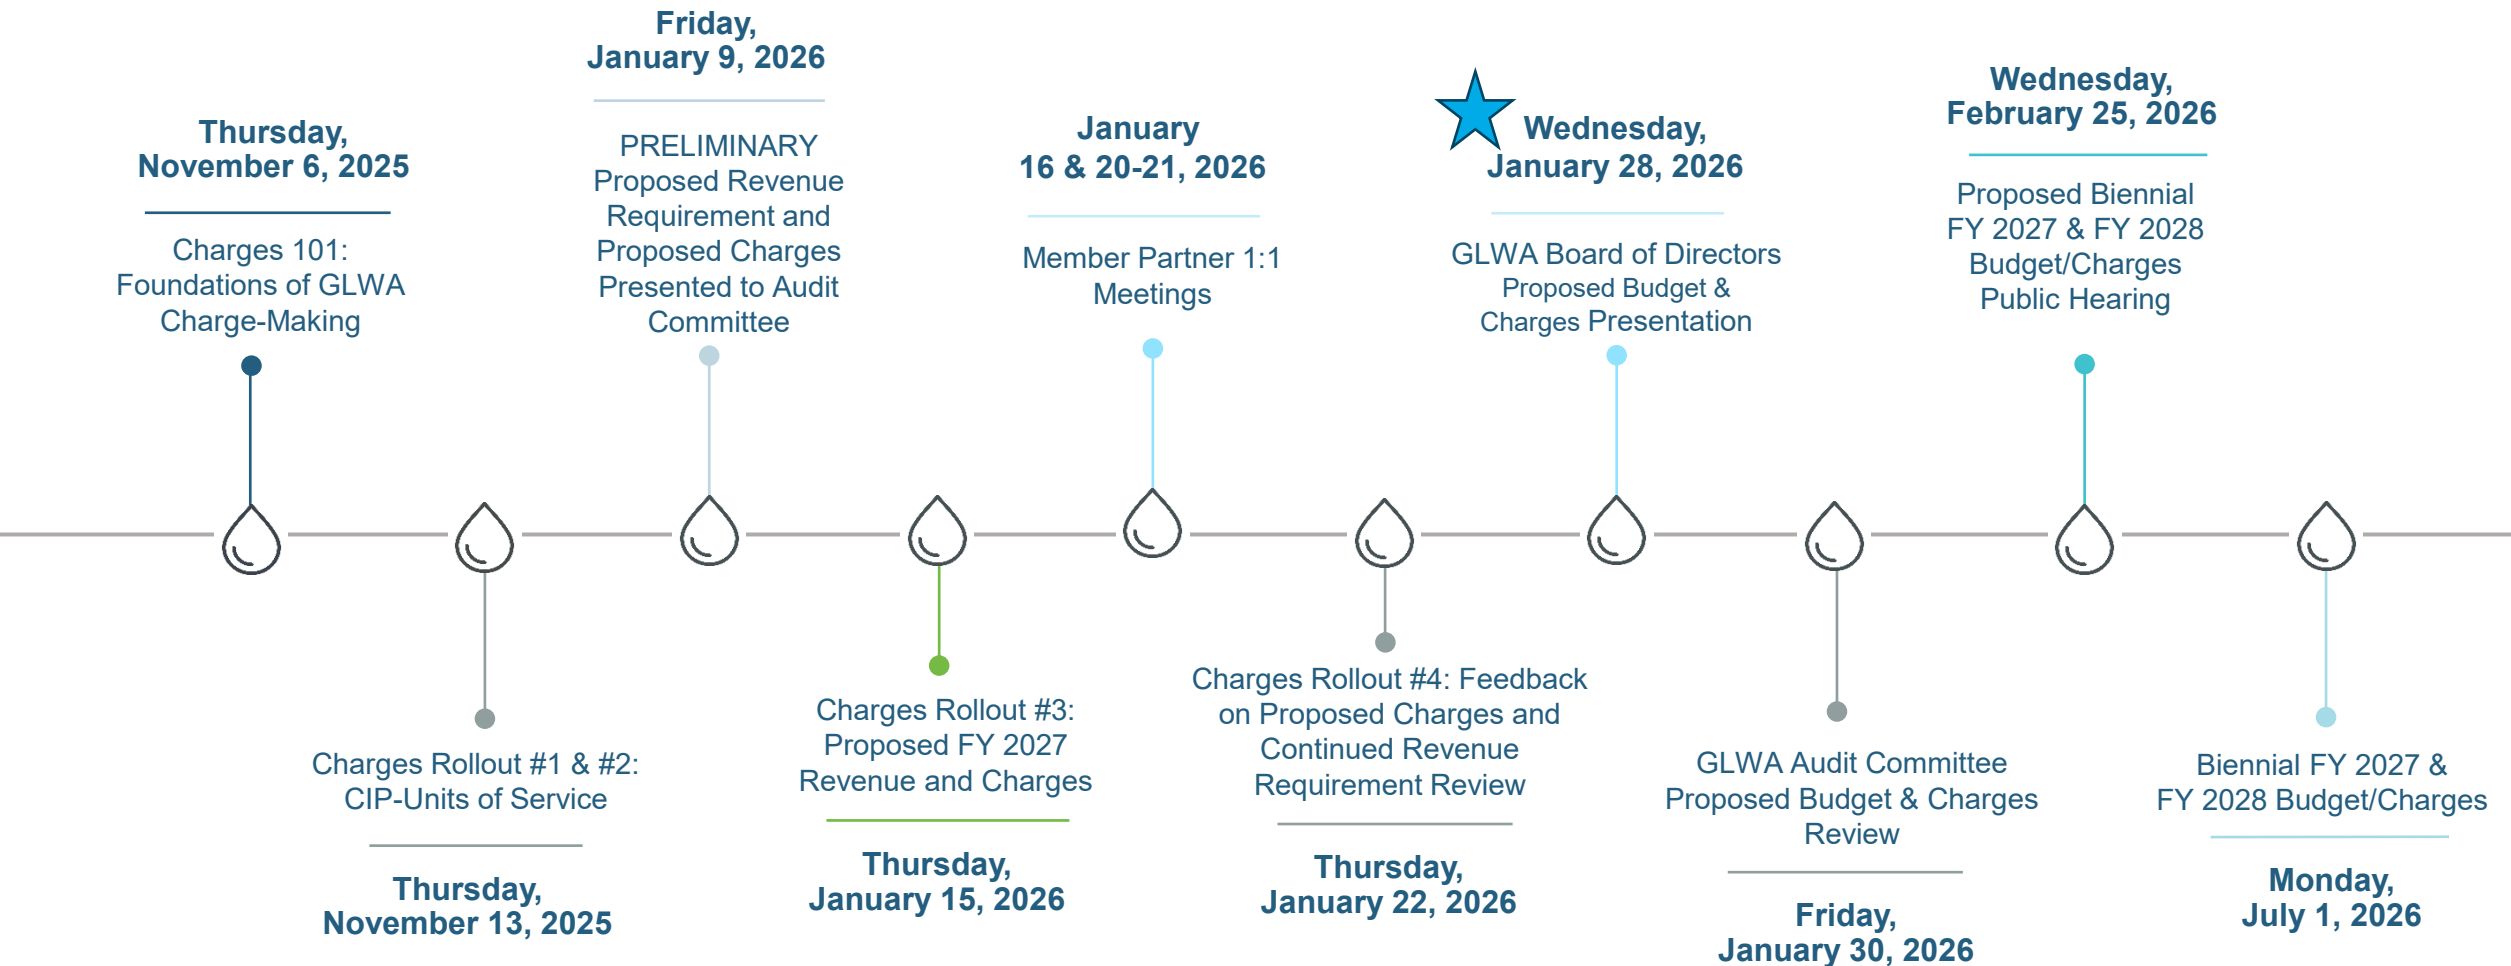 Thursday,
November 6, 2025
Charges 101:
Foundations of GLWA
Charge-Making
Thursday,
November 13, 2025
Charges Rollout #1 & #2:
CIP-Units of Service
Friday,
January 9, 2026
PRELIMINARY
Proposed Revenue
Requirement and
Proposed Charges
Presented to Audit
Committee
Charges Rollout #3:
Proposed FY 2027
Revenue and Charges
Thursday,
January 15, 2026
January
16 & 20-21, 2026
Member Partner 1:1
Meetings
Charges Rollout #4: Feedback
on Proposed Charges and
Continued Revenue
Requirement Review
Thursday,
January 22, 2026
Wednesday,
January 28, 2026
GLWA Board of Directors
Proposed Budget &
Charges Presentation
GLWA Audit Committee
Proposed Budget & Charges
Review
Friday,
January 30, 2026
Wednesday,
February 25, 2026
Proposed Biennial
FY 2027 & FY 2028
Budget/Charges
Public Hearing
Biennial FY 2027 &
FY 2028 Budget/Charges
Monday,
July 1, 2026